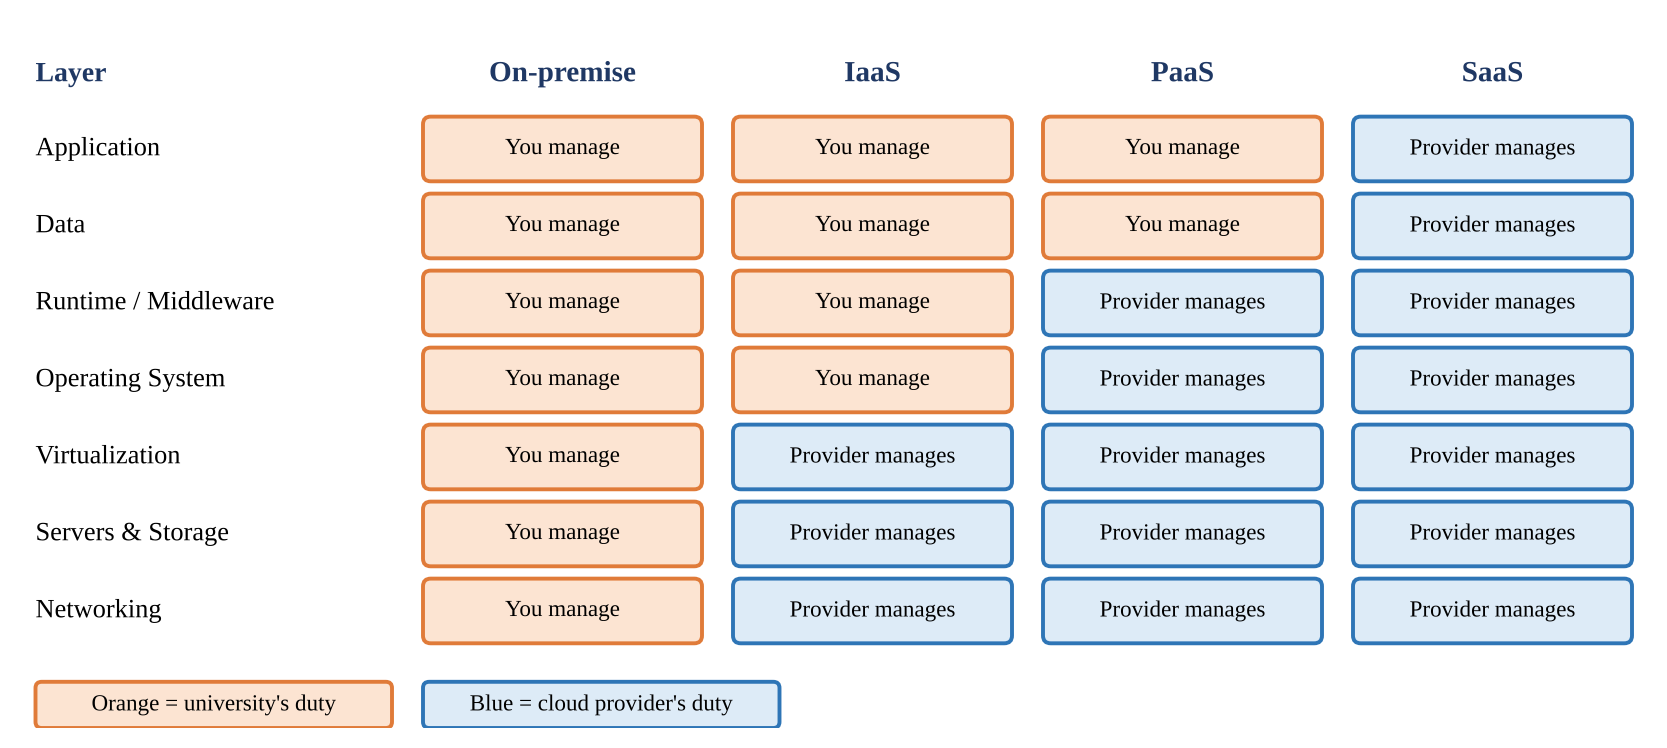 Layer On-premise IaaS PaaS SaaS
Application You manage You manage You manage Provider manages
Data You manage You manage You manage Provider manages
Runtime / Middleware You manage You manage Provider manages Provider manages
Operating System You manage You manage Provider manages Provider manages
Virtualization You manage Provider manages Provider manages Provider manages
Servers & Storage You manage Provider manages Provider manages Provider manages
Networking You manage Provider manages Provider manages Provider manages
Orange = university's duty Blue = cloud provider's duty